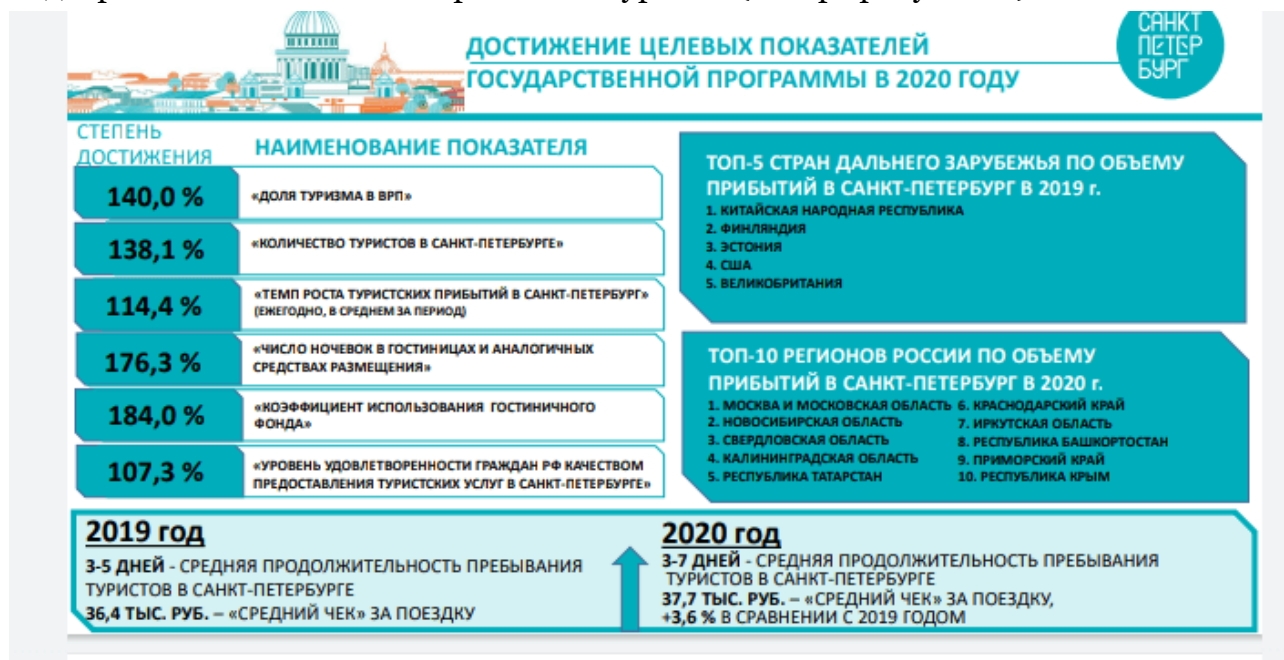 ДОСТИЖЕНИЕ ЦЕЛЕВЫХ ПОКАЗАТЕЛЕЙ
ГОСУДАРСТВЕННОЙ ПРОГРАММЫ В 2020 ГОДУ
САНКТ
ПЕТЕР
БУРГ
СТЕПЕНЬ
ДОСТИЖЕНИЯ
НАИМЕНОВАНИЕ ПОКАЗАТЕЛЯ
140,0 %
«ДОЛЯ ТУРИЗМА В ВРП»
138,1 %
«КОЛИЧЕСТВО ТУРИСТОВ В САНКТ-ПЕТЕРБУРГЕ»
114,4 %
«ТЕМП РОСТА ТУРИСТСКИХ ПРИБЫТИЙ В САНКТ-ПЕТЕРБУРГ»
(ЕЖЕГОДНО, В СРЕДНЕМ ЗА ПЕРИОД)
176,3 %
«ЧИСЛО НОЧЕВОК В ГОСТИНИЦАХ И АНАЛОГИЧНЫХ
СРЕДСТВАХ РАЗМЕЩЕНИЯ»
184,0 %
«КОЭФФИЦИЕНТ ИСПОЛЬЗОВАНИЯ ГОСТИНИЧНОГО
ФОНДА»
107,3 %
«УРОВЕНЬ УДОВЛЕТВОРЕННОСТИ ГРАЖДАН РФ КАЧЕСТВОМ
ПРЕДОСТАВЛЕНИЯ ТУРИСТСКИХ УСЛУГ В САНКТ-ПЕТЕРБУРГЕ»
ТОП-5 СТРАН ДАЛЬНЕГО ЗАРУБЕЖЬЯ ПО ОБЪЕМУ
ПРИБЫТИЙ В САНКТ-ПЕТЕРБУРГ В 2019 г.
1. КИТАЙСКАЯ НАРОДНАЯ РЕСПУБЛИКА
2. ФИНЛЯНДИЯ
3. ЭСТОНИЯ
4. США
5. ВЕЛИКОБРИТАНИЯ
ТОП-10 РЕГИОНОВ РОССИИ ПО ОБЪЕМУ
ПРИБЫТИЙ В САНКТ-ПЕТЕРБУРГ В 2020 г.
1. МОСКВА И МОСКОВСКАЯ ОБЛАСТЬ
2. НОВОСИБИРСКАЯ ОБЛАСТЬ
3. СВЕРДЛОВСКАЯ ОБЛАСТЬ
4. КАЛИНИНГРАДСКАЯ ОБЛАСТЬ
5. РЕСПУБЛИКА ТАТАРСТАН
6. КРАСНОДАРСКИЙ КРАЙ
7. ИРКУТСКАЯ ОБЛАСТЬ
8. РЕСПУБЛИКА БАШКОРТОСТАН
9. ПРИМОРСКИЙ КРАЙ
10. РЕСПУБЛИКА КРЫМ
2019 год
3-5 ДНЕЙ - СРЕДНЯЯ ПРОДОЛЖИТЕЛЬНОСТЬ ПРЕБЫВАНИЯ
ТУРИСТОВ В САНКТ-ПЕТЕРБУРГЕ
36,4 ТЫС. РУБ. – «СРЕДНИЙ ЧЕК» ЗА ПОЕЗДКУ
2020 год
3-7 ДНЕЙ - СРЕДНЯЯ ПРОДОЛЖИТЕЛЬНОСТЬ ПРЕБЫВАНИЯ
ТУРИСТОВ В САНКТ-ПЕТЕРБУРГЕ
37,7 ТЫС. РУБ. – «СРЕДНИЙ ЧЕК» ЗА ПОЕЗДКУ,
+3,6 % В СРАВНЕНИИ С 2019 ГОДОМ